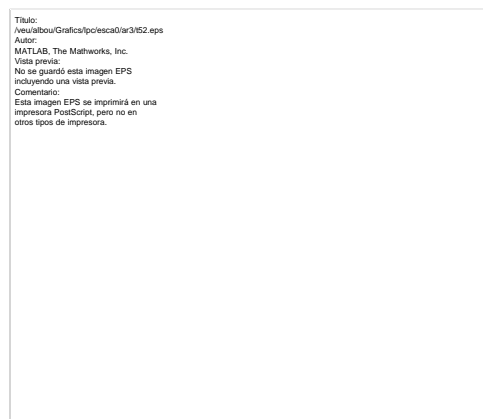 Título:
/veu/albou/Grafics/lpc/esca0/ar3/t52.eps
Autor:
MATLAB, The Mathworks, Inc.
Vista previa:
No se guardó esta imagen EPS
incluyendo una vista previa.
Comentario:
Esta imagen EPS se imprimirá en una
impresora PostScript, pero no en
otros tipos de impresora.